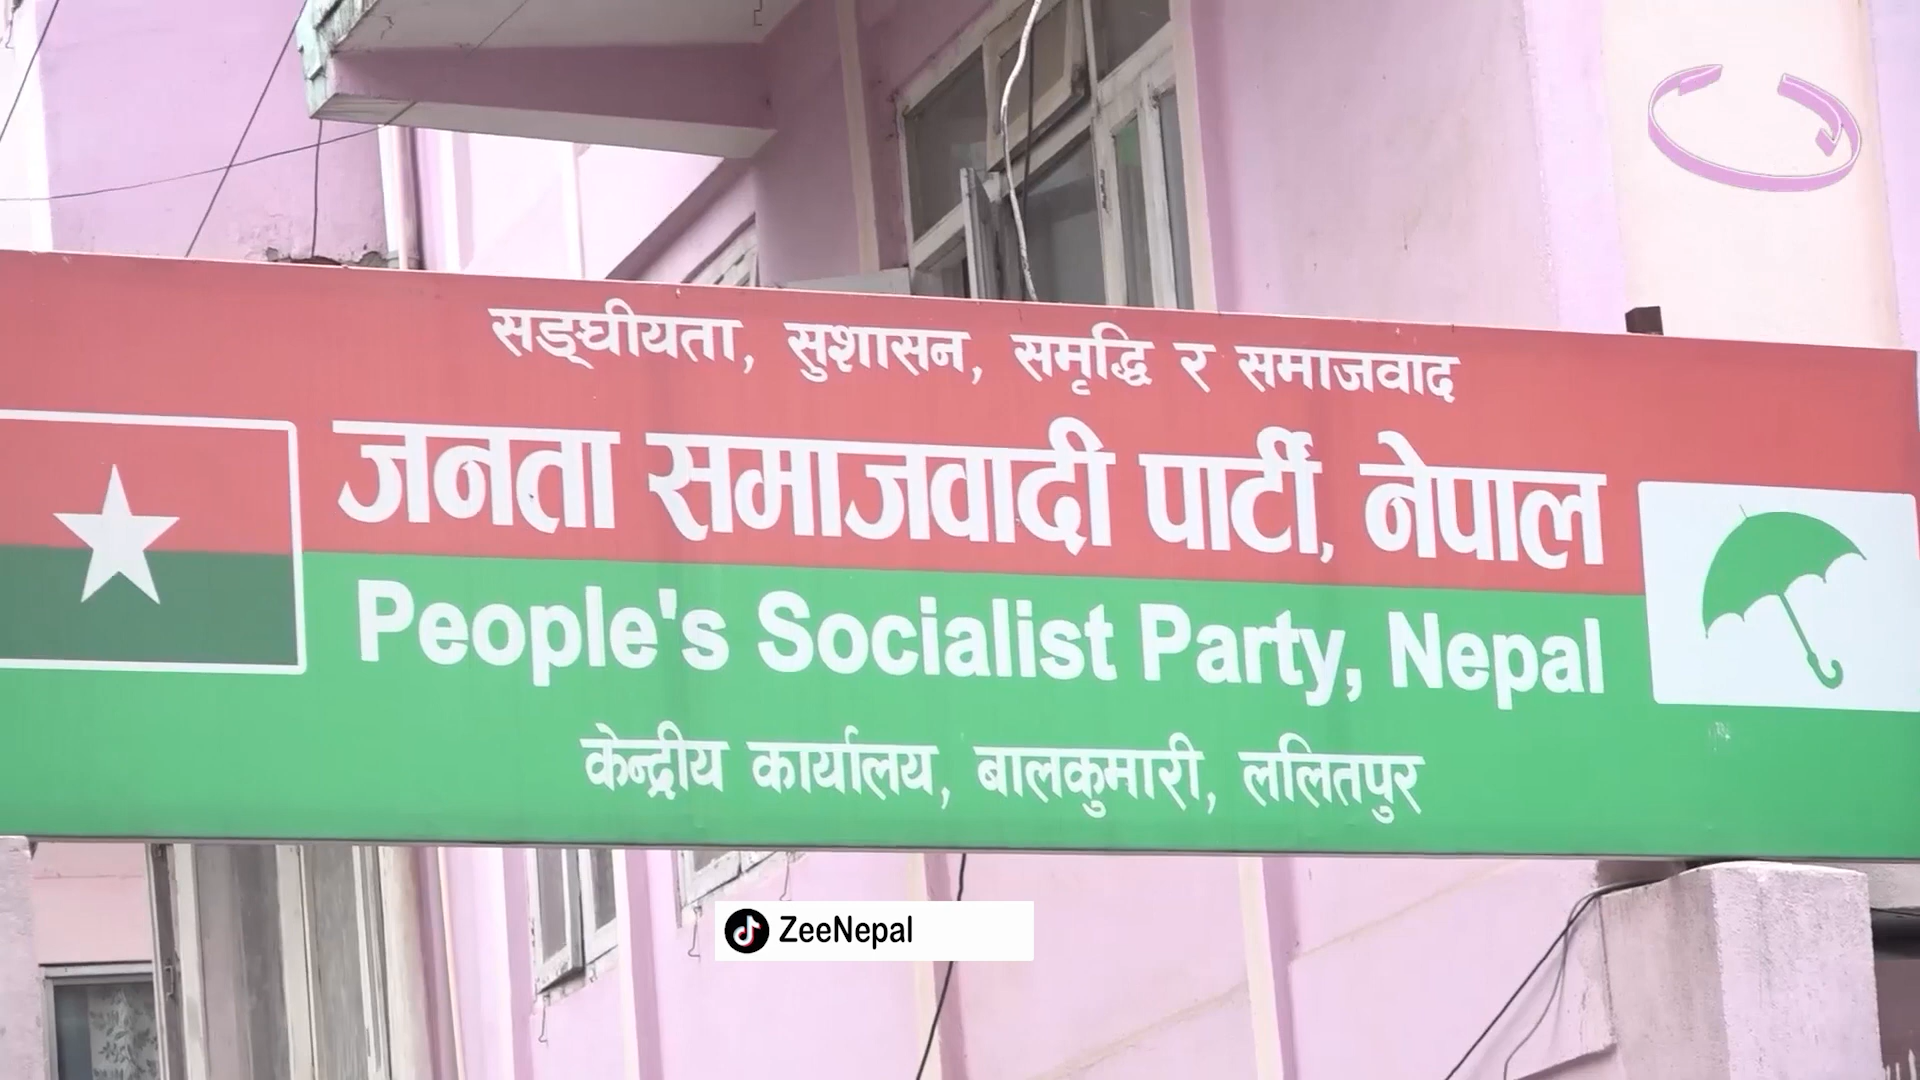 सङ्घीयता, सुशासन, समृद्धि र समाजवाद
जनता समाजवादी पार्टी, नेपाल
People's Socialist Party, Nepal
केन्द्रीय कार्यालय, बालकुमारी, ललितपुर
ZeeNepal